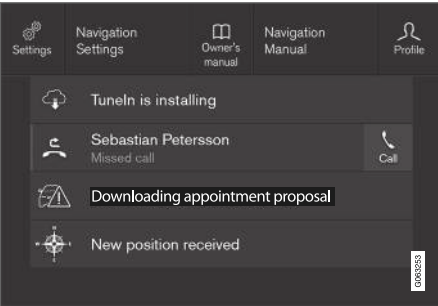 Settings
Navigation
Settings
Owner's
manual
Navigation
Manual
Profile
TuneIn is installing
Sebastian Petersson
Missed call
Call
Downloading appointment proposal
New position received
G063253